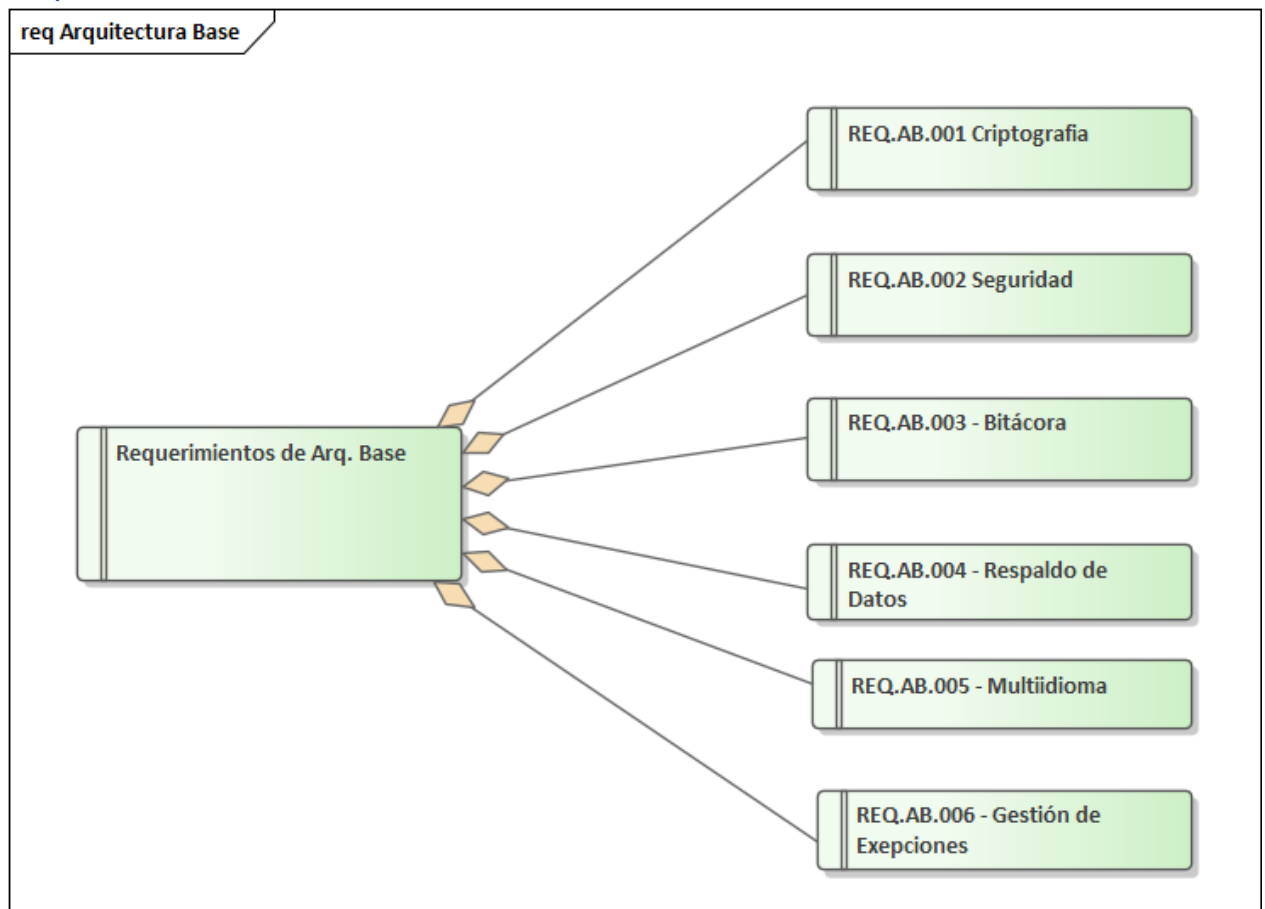 req Arquitectura Base
REQ.AB.001 Criptografia
REQ.AB.002 Seguridad
REQ.AB.003 - Bitácora
Requerimientos de Arq. Base
REQ.AB.004 - Respaldo de
Datos
REQ.AB.005 - Multiidioma
REQ.AB.006 - Gestión de
Exepciones